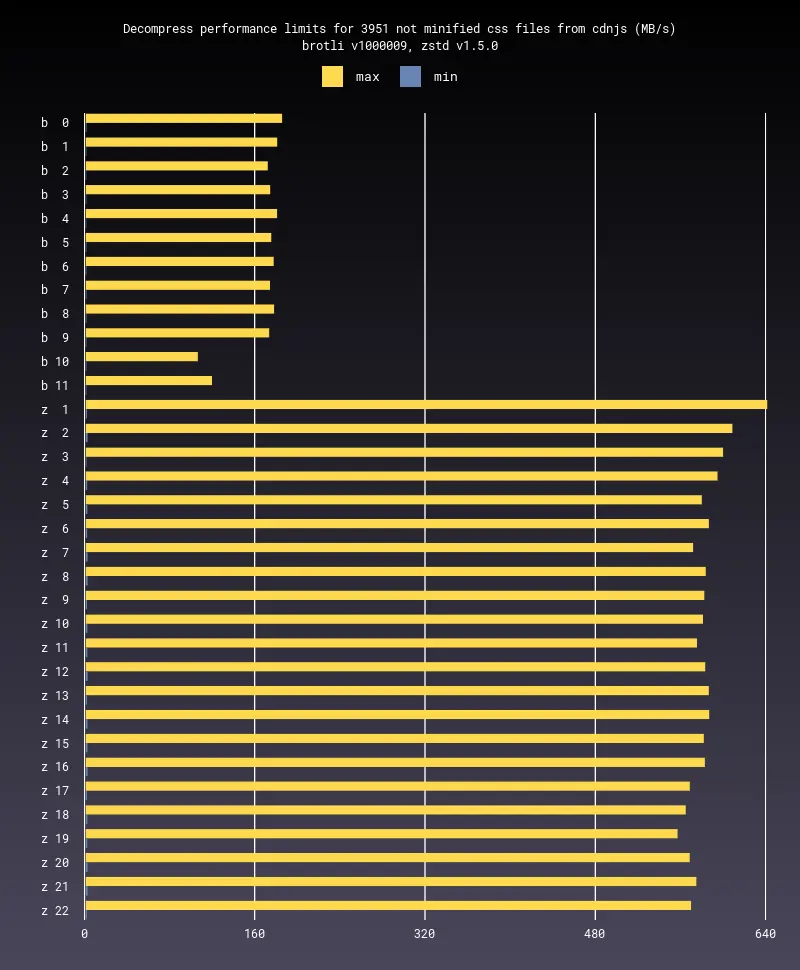 Decompress performance limits for 3951 not minified css files from cdnjs (MB/s)
brotli v1000009, zstd v1.5.0
max min
b 0
b 1
b 2
b 3
b 4
b 5
b 6
b 7
b 8
b 9
b 10
b 11
z 1
z 2
z 3
z 4
z 5
z 6
z 7
z 8
z 9
z 10
z 11
z 12
z 13
z 14
z 15
z 16
z 17
z 18
z 19
z 20
z 21
z 22
0 160 320 480 640